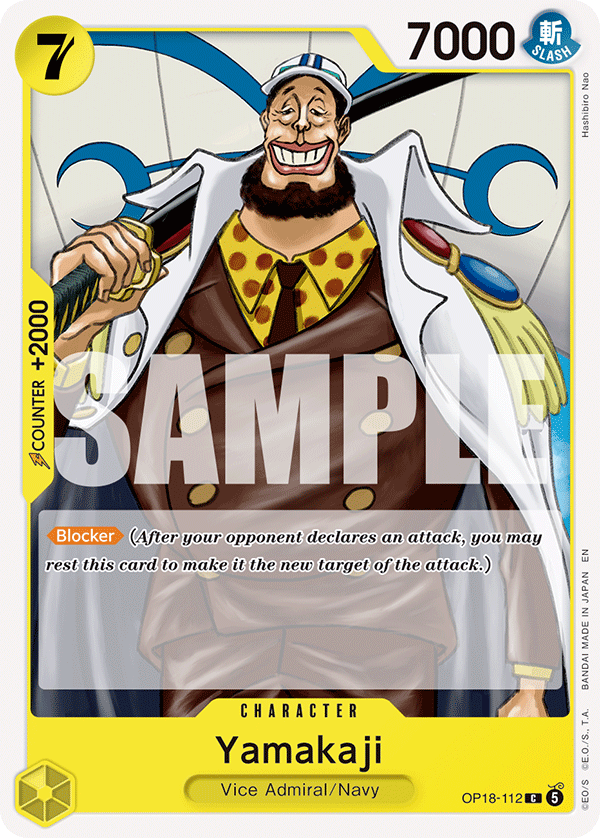 7
7000
斬
SLASH
Hashibiro Nao
COUNTER +2000
SAMPLE
Blocker (After your opponent declares an attack, you may
rest this card to make it the new target of the attack.)
CHARACTER
Yamakaji
Vice Admiral/Navy
OP18-112 C 5
©EO/S ©E.O./S., T.A. BANDAI MADE IN JAPAN EN